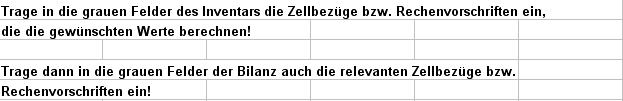 Trage in die grauen Felder des Inventars die Zellbezüge bzw. Rechenvorschriften ein,
die die gewünschten Werte berechnen!
Trage dann in die grauen Felder der Bilanz auch die relevanten Zellbezüge bzw.
Rechenvorschriften ein!